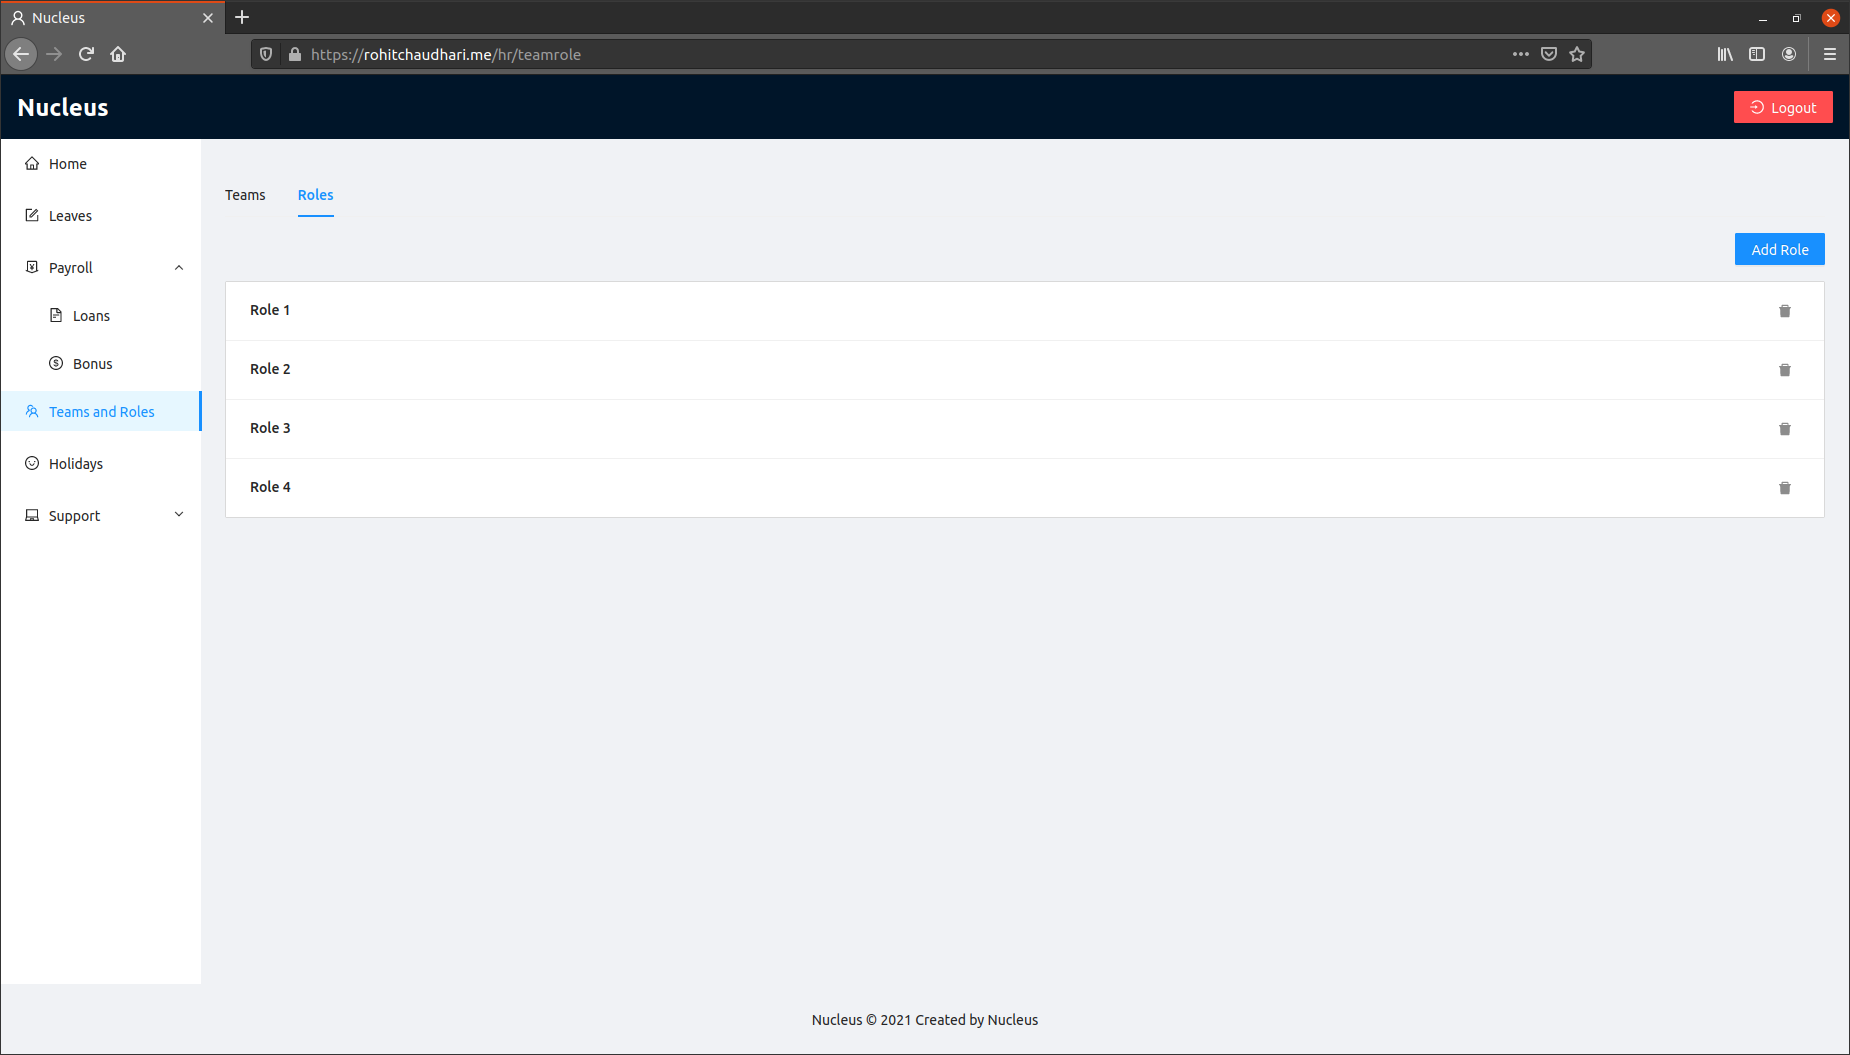 Nucleus
https://rohitchaudhari.me/hr/teamrole
Nucleus
Logout
Home
Leaves
Payroll
Loans
Bonus
Teams and Roles
Holidays
Support
Teams
Roles
Add Role
Role 1
Role 2
Role 3
Role 4
Nucleus © 2021 Created by Nucleus